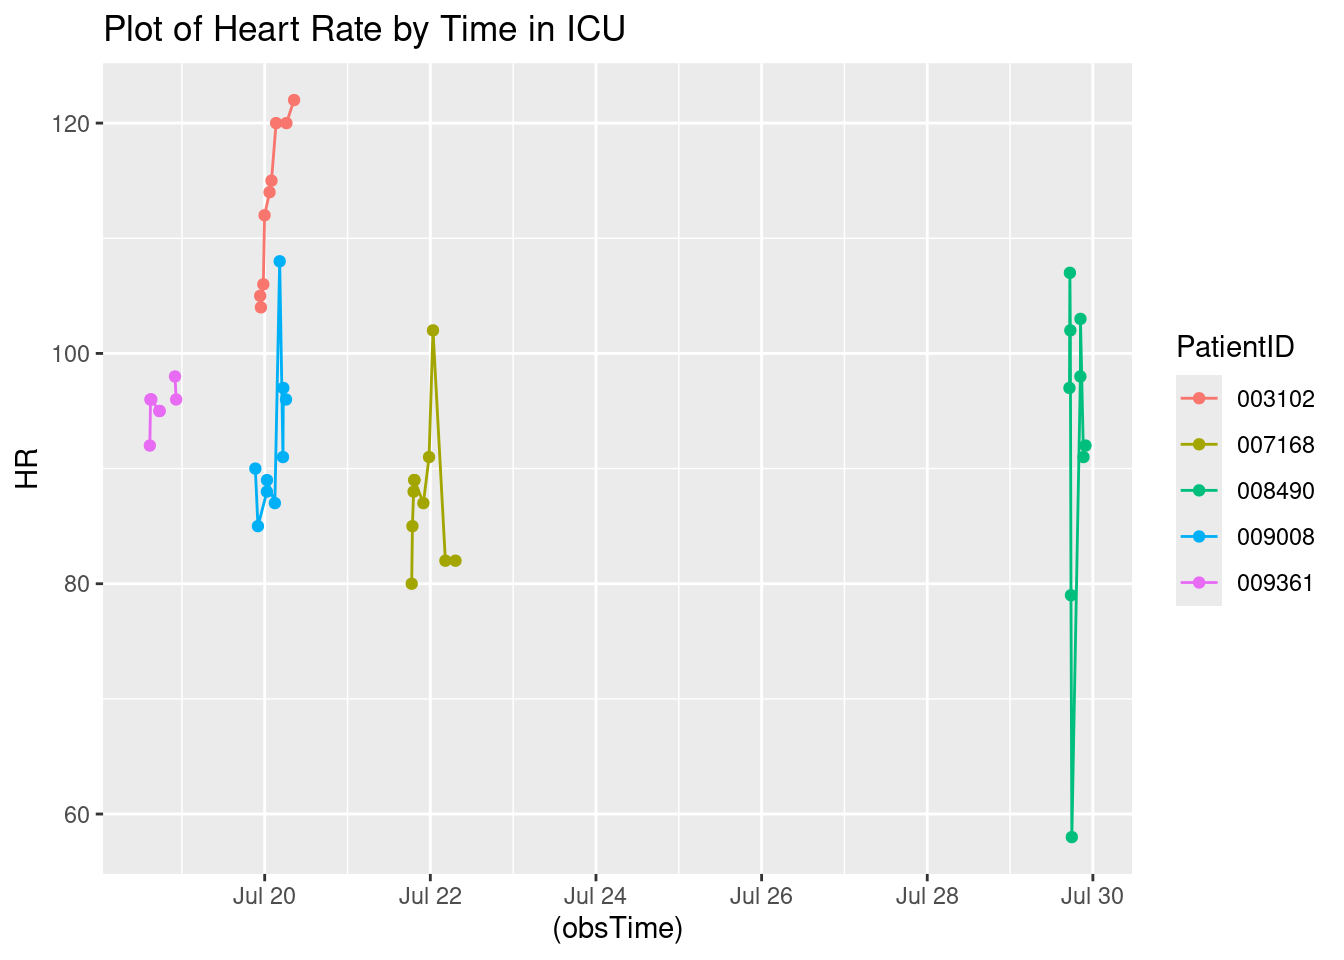 Plot of Heart Rate by Time in ICU
HR
120
100
80
60
Jul 20 Jul 22 Jul 24 Jul 26 Jul 28 Jul 30
(obsTime)
PatientID
003102
007168
008490
009008
009361